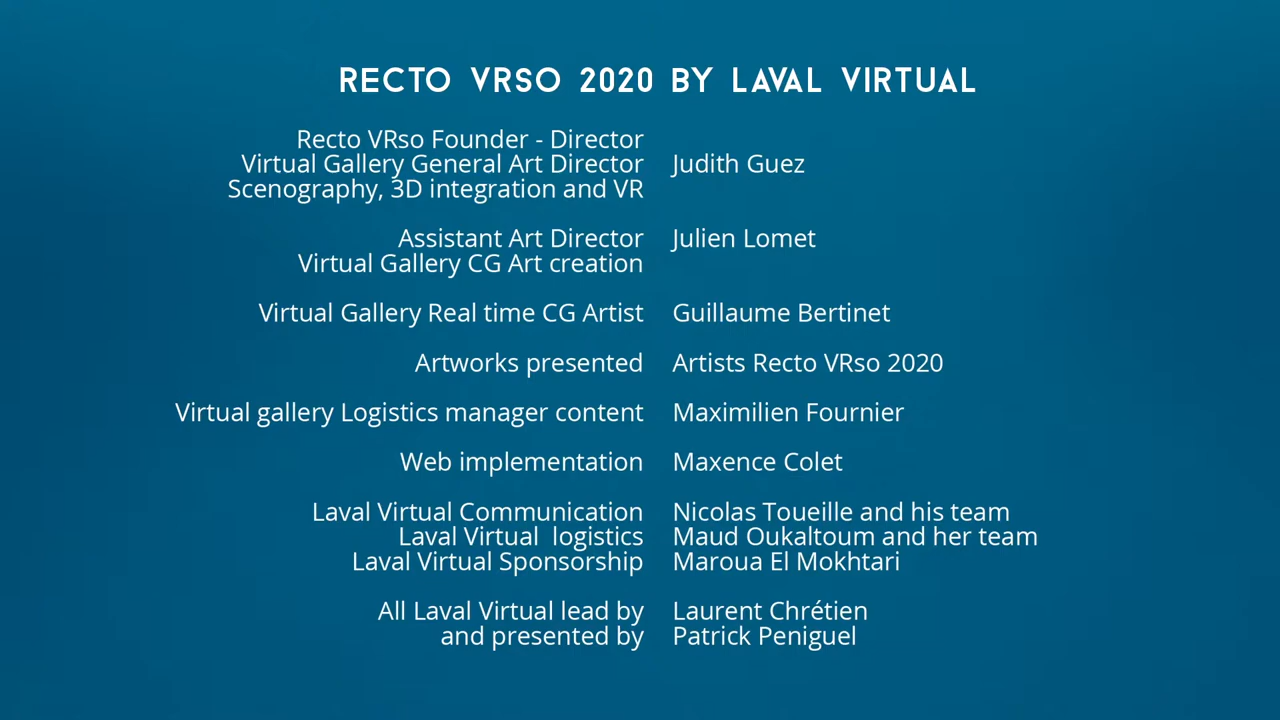 RECTO VRSO 2020 BY LAVAL VIRTUAL
Recto VRso Founder - Director
Virtual Gallery General Art Director Judith Guez
Scenography, 3D integration and VR
Assistant Art Director Julien Lomet
Virtual Gallery CG Art creation
Virtual Gallery Real time CG Artist Guillaume Bertinet
Artworks presented Artists Recto VRso 2020
Virtual gallery Logistics manager content Maximilien Fournier
Web implementation Maxence Colet
Laval Virtual Communication Nicolas Toueille and his team
Laval Virtual logistics Maud Oukaltoum and her team
Laval Virtual Sponsorship Maroua El Mokhtari
All Laval Virtual lead by Laurent Chrétien
and presented by Patrick Peniguel